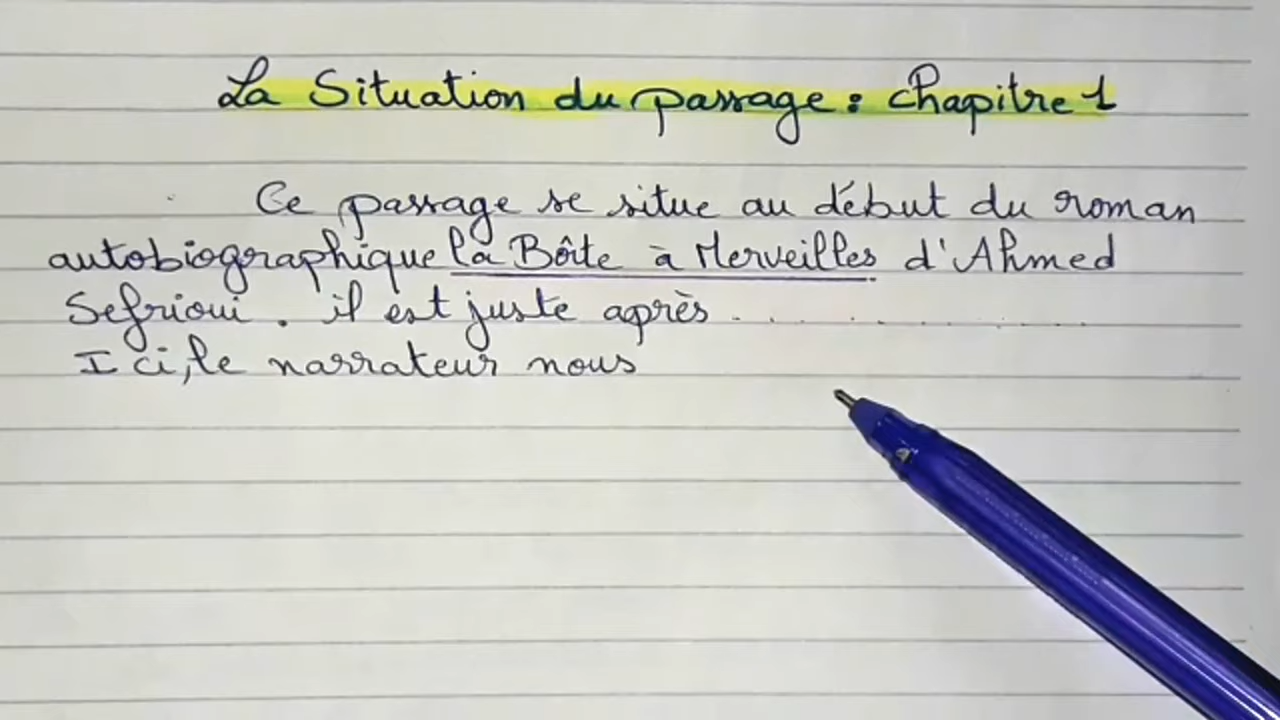 La Situation du passage : chapitre 1
Ce passage se situe au début du roman
autobiographique la Boîte à Merveilles d'Ahmed
Sefrioui . il est juste après . . . . . . . . .
Ici, le narrateur nous